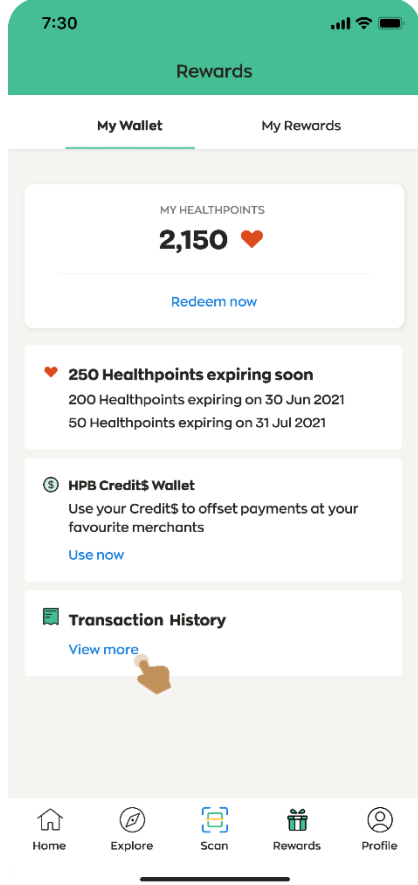 7:30
Rewards
My Wallet
My Rewards
MY HEALTHPOINTS
2,150
Redeem now
250 Healthpoints expiring soon
200 Healthpoints expiring on 30 Jun 2021
50 Healthpoints expiring on 31 Jul 2021
$ HPB Credit$ Wallet
Use your Credit$ to offset payments at your
favourite merchants
Use now
Transaction History
View more
Home
Explore
Scan
Rewards
Profile